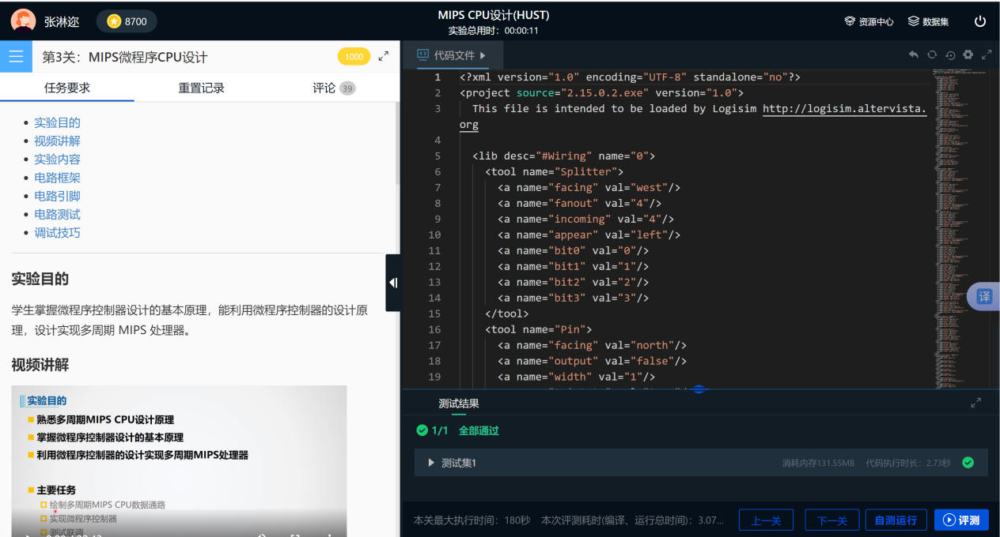 张淋迩
8700
MIPS CPU设计(HUST)
实验总用时：00:00:11
资源中心
数据集
第3关：MIPS微程序CPU设计
1000
任务要求
重置记录
评论 39
实验目的
视频讲解
实验内容
电路框架
电路引脚
电路测试
调试技巧
实验目的
学生掌握微程序控制器设计的基本原理，能利用微程序控制器的设计原
理，设计实现多周期 MIPS 处理器。
视频讲解
实验目的
熟悉多周期MIPS CPU设计原理
掌握微程序控制器设计的基本原理
利用微程序控制器的设计实现多周期MIPS处理器
主要任务
绘制多周期MIPS CPU数据通路
实现微程序控制器
测试联调
代码文件
1 <?xml version="1.0" encoding="UTF-8" standalone="no"?>
2 <project source="2.15.0.2.exe" version="1.0">
3 This file is intended to be loaded by Logisim http://logisim.altervista.
org
4
5 <lib desc="#Wiring" name="0">
6 <tool name="Splitter">
7 <a name="facing" val="west"/>
8 <a name="fanout" val="4"/>
9 <a name="incoming" val="4"/>
10 <a name="appear" val="left"/>
11 <a name="bit0" val="0"/>
12 <a name="bit1" val="1"/>
13 <a name="bit2" val="2"/>
14 <a name="bit3" val="3"/>
15 </tool>
16 <tool name="Pin">
17 <a name="facing" val="north"/>
18 <a name="output" val="false"/>
19 <a name="width" val="1"/>
译
测试结果
1/1 全部通过
测试集1
消耗内存131.55MB 代码执行时长：2.73秒
本关最大执行时间：180秒 本次评测耗时(编译、运行总时间)：3.07...
上一关
下一关
自测运行
评测